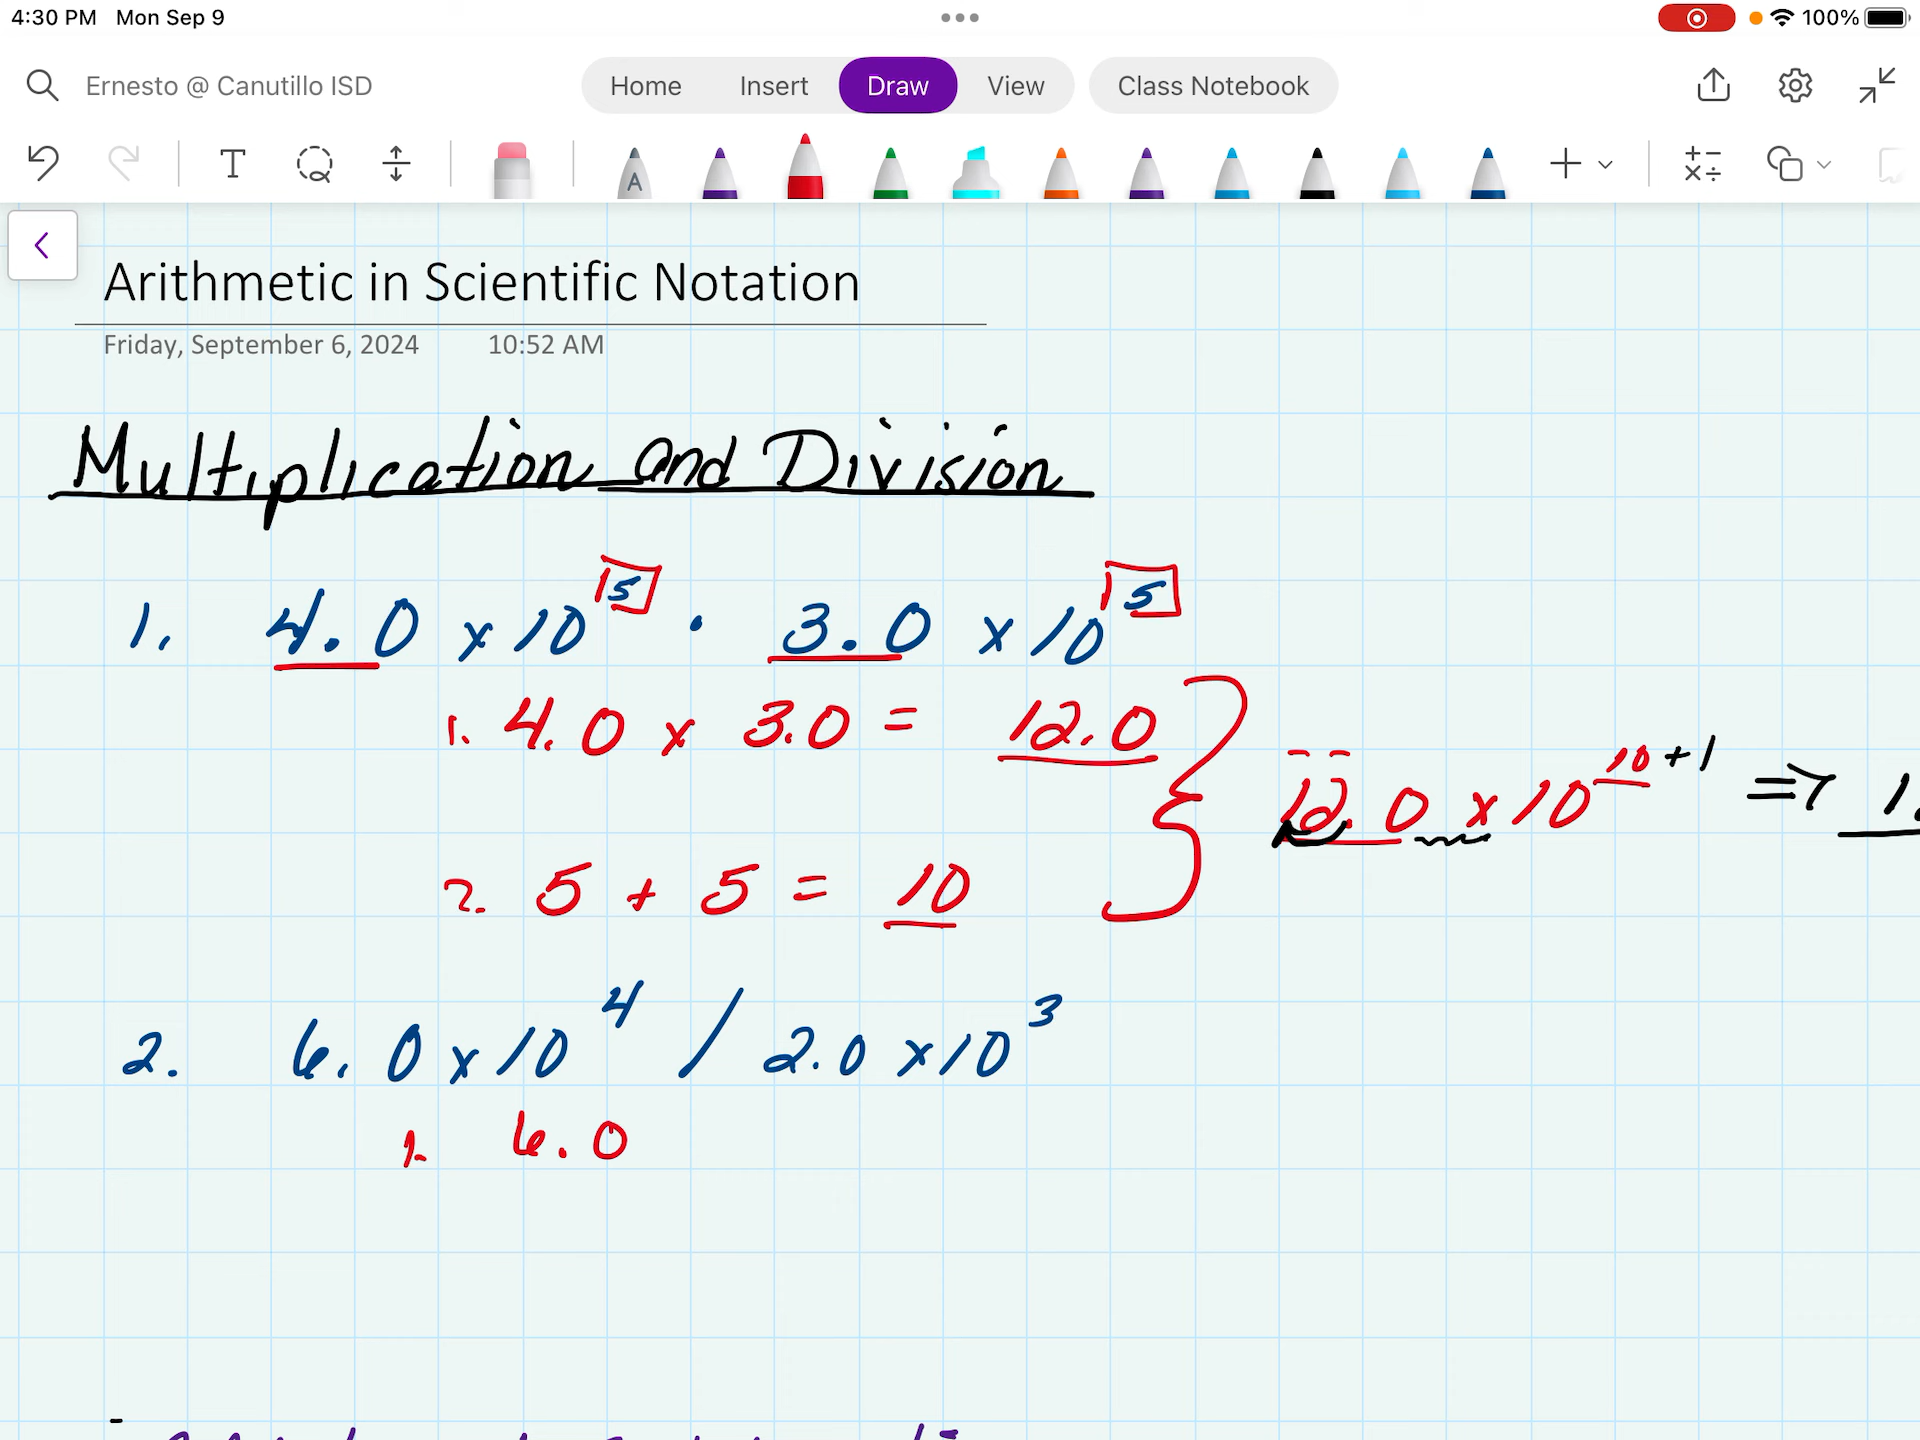 4:30 PM Mon Sep 9
100%
Ernesto @ Canutillo ISD
Home Insert Draw View Class Notebook
T A
Arithmetic in Scientific Notation
Friday, September 6, 2024 10:52 AM
Multiplication and Division
1. 4.0 x 10^5 · 3.0 x 10^5
1. 4.0 x 3.0 = 12.0
12.0 x 10^10+1 => 1.
2. 5 + 5 = 10
2. 6.0 x 10^4 / 2.0 x 10^3
1. 6.0